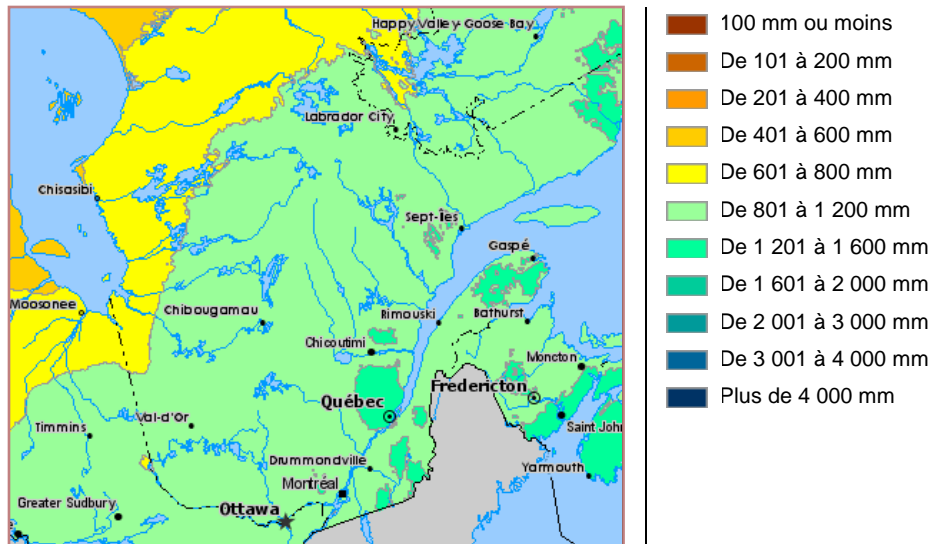 Happy Valley-Goose Bay
Labrador City
Chisasibi
Sept-Îles
Gaspé
Moosonee
Chibougamau
Rimouski
Bathurst
Chicoutimi
Moncton
Fredericton
Québec
Timmins
Val-d'Or
Saint John
Drummondville
Yarmouth
Montréal
Greater Sudbury
Ottawa
100 mm ou moins
De 101 à 200 mm
De 201 à 400 mm
De 401 à 600 mm
De 601 à 800 mm
De 801 à 1 200 mm
De 1 201 à 1 600 mm
De 1 601 à 2 000 mm
De 2 001 à 3 000 mm
De 3 001 à 4 000 mm
Plus de 4 000 mm